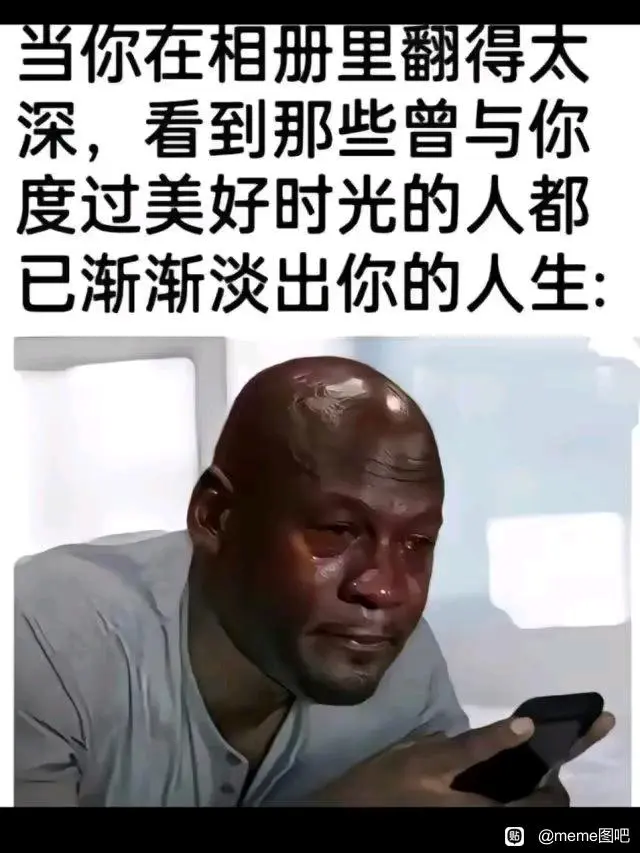 当你在相册里翻得太
深，看到那些曾与你
度过美好时光的人都
已渐渐淡出你的人生:
贴 @meme图吧